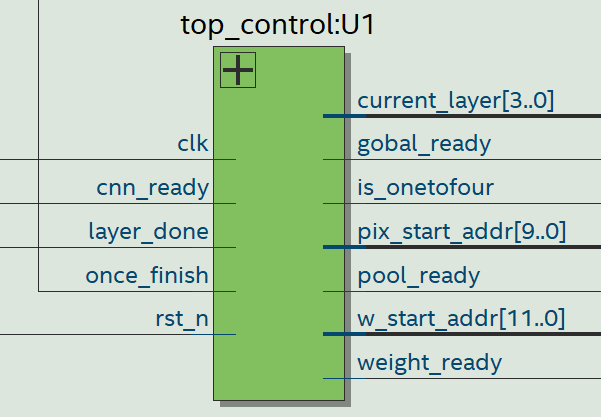 top_control:U1
clk
cnn_ready
layer_done
once_finish
rst_n
current_layer[3..0]
gobal_ready
is_onetofour
pix_start_addr[9..0]
pool_ready
w_start_addr[11..0]
weight_ready